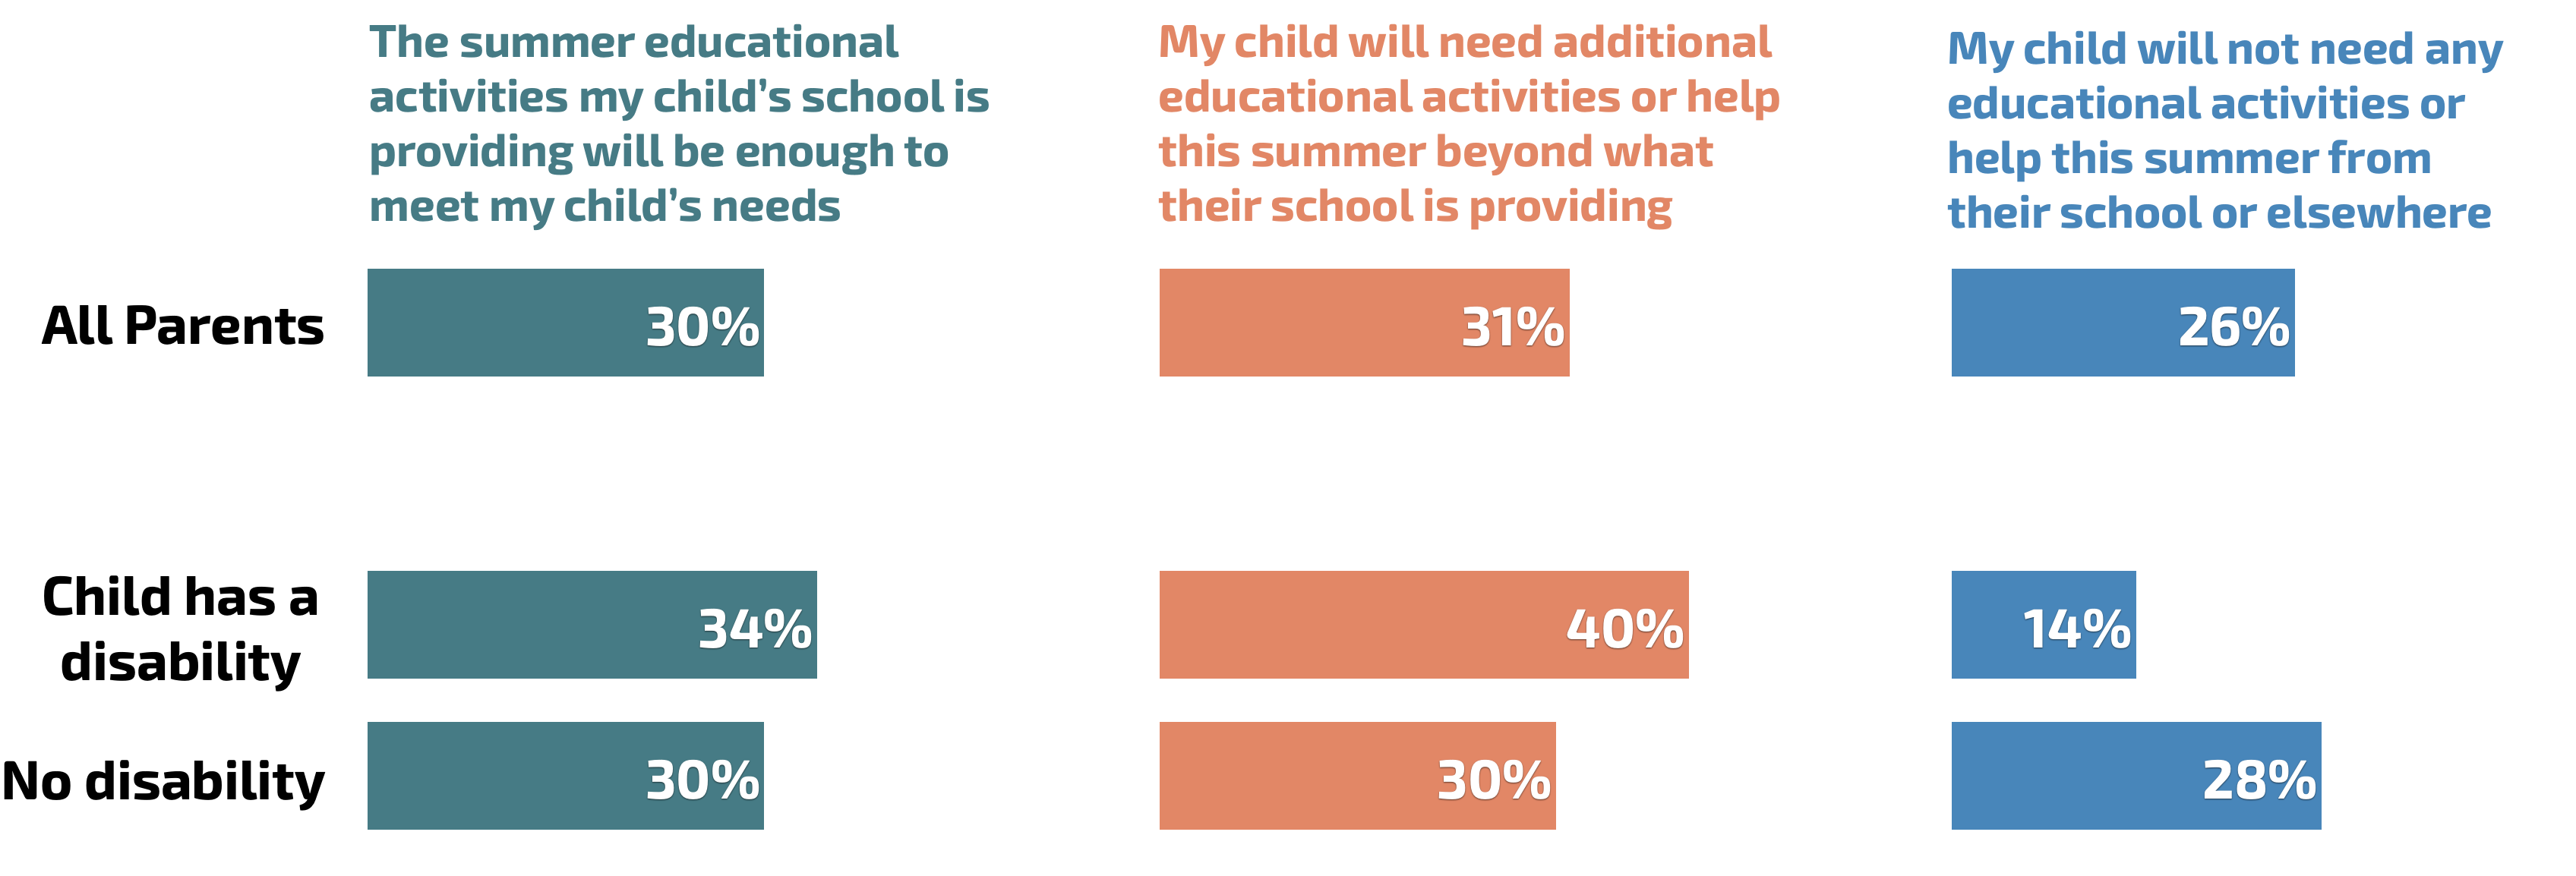 The summer educational
activities my child’s school is
providing will be enough to
meet my child’s needs
My child will need additional
educational activities or help
this summer beyond what
their school is providing
My child will not need any
educational activities or
help this summer from
their school or elsewhere
All Parents
30%
31%
26%
Child has a
disability
34%
40%
14%
No disability
30%
30%
28%